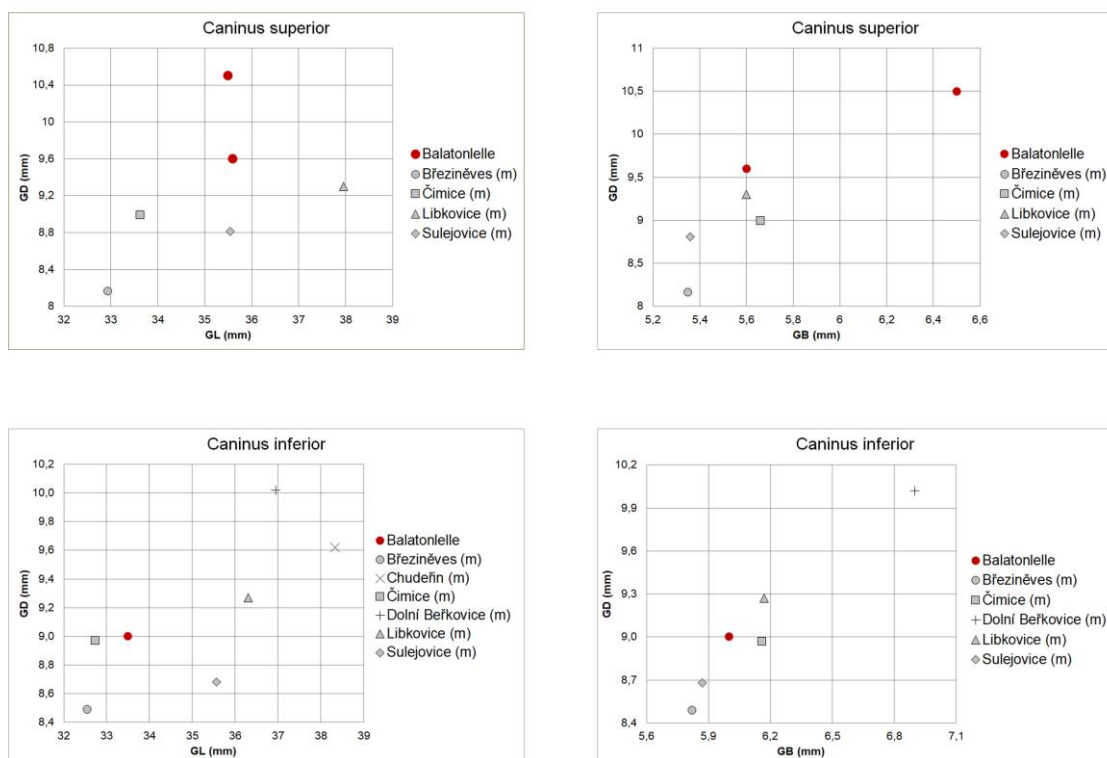 Caninus superior
10,8
10,4
10
9,6
9,2
8,8
8,4
8
GD (mm)
32 33 34 35 36 37 38 39
GL (mm)
Balatonlelle
Březiněves (m)
Čimice (m)
Libkovice (m)
Sulejovice (m)
Caninus superior
11
10,5
10
9,5
9
8,5
8
GD (mm)
5,2 5,4 5,6 5,8 6 6,2 6,4 6,6
GB (mm)
Balatonlelle
Březiněves (m)
Čimice (m)
Libkovice (m)
Sulejovice (m)
Caninus inferior
10,2
10,0
9,8
9,6
9,4
9,2
9,0
8,8
8,6
8,4
GD (mm)
32 33 34 35 36 37 38 39
GL (mm)
Balatonlelle
Březiněves (m)
Chudeřin (m)
Čimice (m)
Dolní Beřkovice (m)
Libkovice (m)
Sulejovice (m)
Caninus inferior
10,2
9,9
9,6
9,3
9,0
8,7
8,4
GD (mm)
5,6 5,9 6,2 6,5 6,8 7,1
GB (mm)
Balatonlelle
Březiněves (m)
Čimice (m)
Dolní Beřkovice (m)
Libkovice (m)
Sulejovice (m)